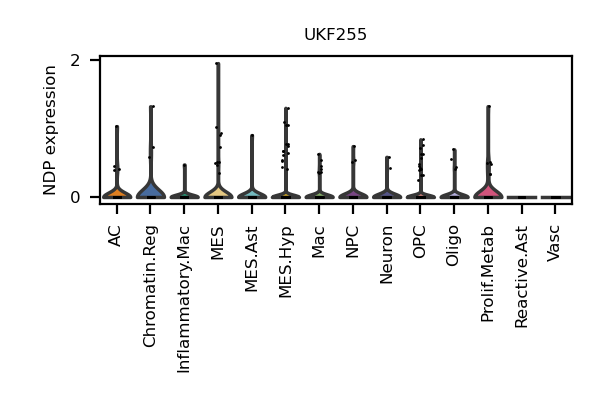 UKF255
NDP expression
2
0
AC
Chromatin.Reg
Inflammatory.Mac
MES
MES.Ast
MES.Hyp
Mac
NPC
Neuron
OPC
Oligo
Prolif.Metab
Reactive.Ast
Vasc